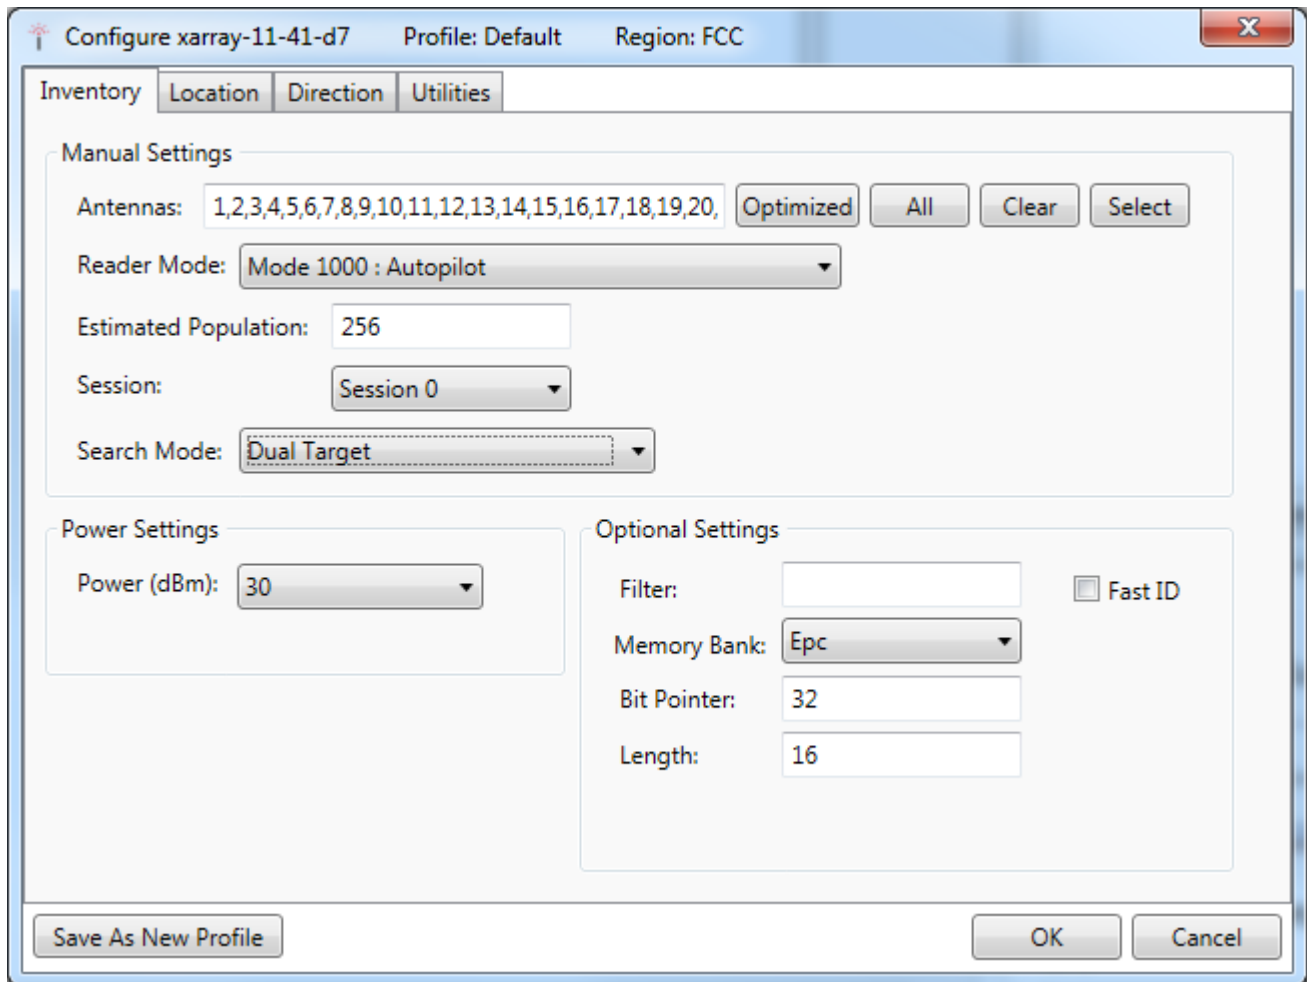 Configure xarray-11-41-d7 Profile: Default Region: FCC
Inventory Location Direction Utilities
Manual Settings
Antennas: 1,2,3,4,5,6,7,8,9,10,11,12,13,14,15,16,17,18,19,20, Optimized All Clear Select
Reader Mode: Mode 1000 : Autopilot
Estimated Population: 256
Session: Session 0
Search Mode: Dual Target
Power Settings
Power (dBm): 30
Optional Settings
Filter: Fast ID
Memory Bank: Epc
Bit Pointer: 32
Length: 16
Save As New Profile OK Cancel